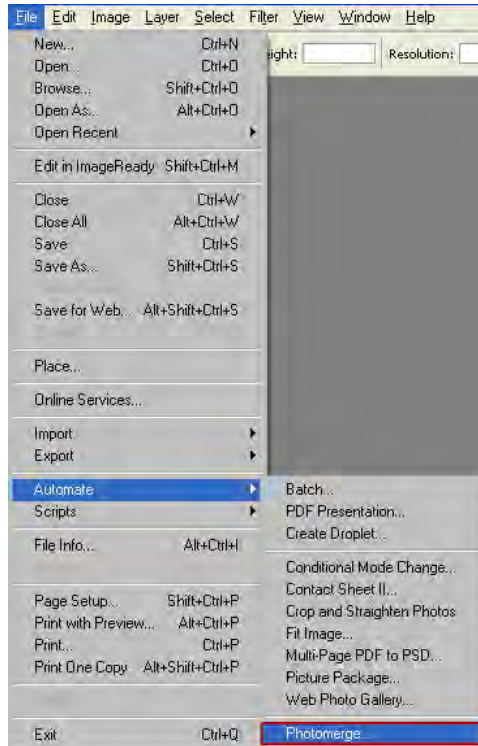 File Edit Image Layer Select Filter View Window Help
New... Ctrl+N
Open... Ctrl+O
Browse... Shift+Ctrl+O
Open As... Alt+Ctrl+O
Open Recent
Edit in ImageReady Shift+Ctrl+M
Close Ctrl+W
Close All Alt+Ctrl+W
Save Ctrl+S
Save As... Shift+Ctrl+S
Save for Web... Alt+Shift+Ctrl+S
Place...
Online Services...
Import
Export
Automate
Scripts
File Info... Alt+Ctrl+I
Page Setup... Shift+Ctrl+P
Print with Preview... Alt+Ctrl+P
Print... Ctrl+P
Print One Copy Alt+Shift+Ctrl+P
Exit Ctrl+Q
eight: Resolution:
Batch...
PDF Presentation...
Create Droplet...
Conditional Mode Change...
Contact Sheet II...
Crop and Straighten Photos
Fit Image...
Multi-Page PDF to PSD...
Picture Package...
Web Photo Gallery...
Photomerge...